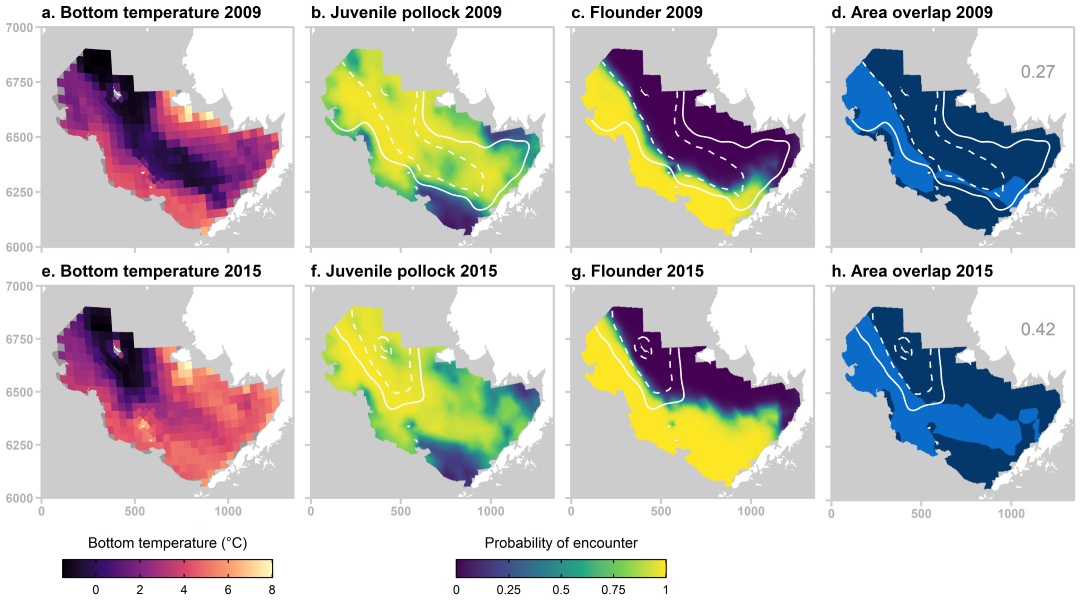 a. Bottom temperature 2009
b. Juvenile pollock 2009
c. Flounder 2009
d. Area overlap 2009
7000
6750
6500
6250
6000
0.27
e. Bottom temperature 2015
f. Juvenile pollock 2015
g. Flounder 2015
h. Area overlap 2015
7000
6750
6500
6250
6000
0.42
0 500 1000
0 500 1000
0 500 1000
0 500 1000
Bottom temperature (°C)
0 2 4 6 8
Probability of encounter
0 0.25 0.5 0.75 1